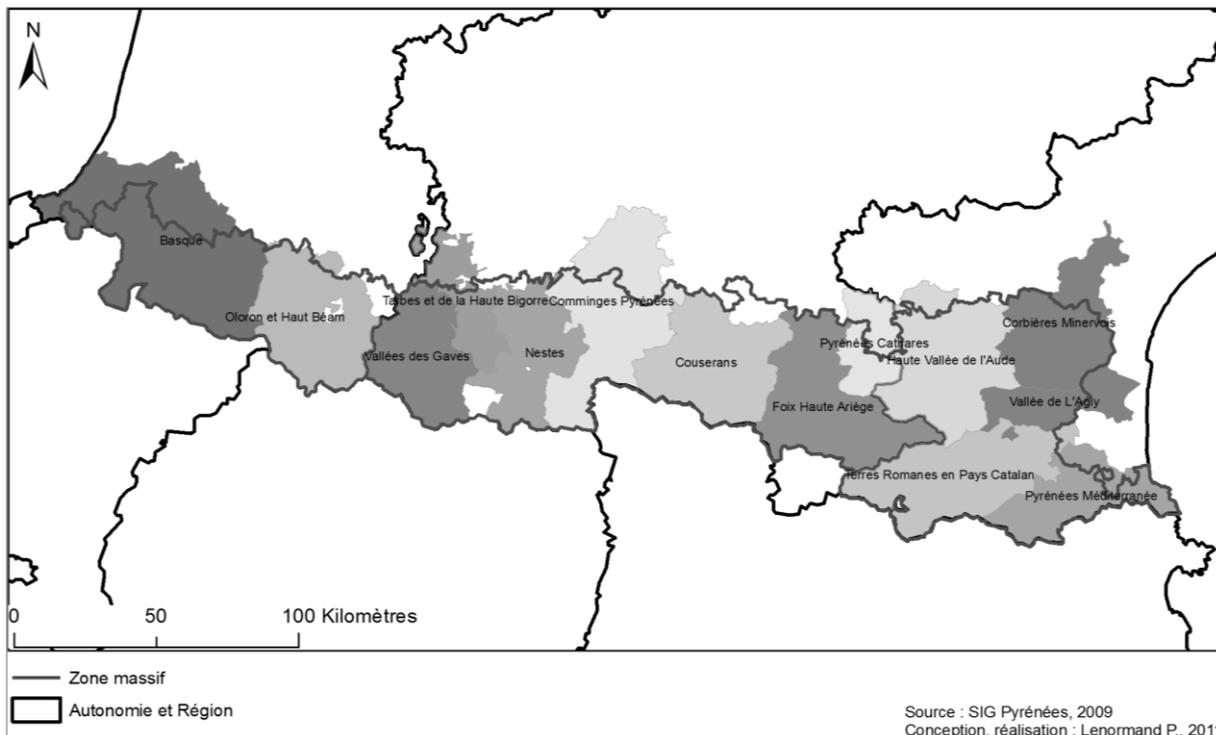 N
Basque
Oloron et Haut Béarn
Tarbes et de la Haute Bigorre
Comminges Pyrénées
Vallées des Gaves
Nestes
Couserans
Foix Haute Ariège
Pyrénées Cathares
Haute Vallée de l'Aude
Corbières Minervois
Vallée de L'Agly
Terres Romanes en Pays Catalan
Pyrénées Méditerranée
0 50 100 Kilomètres
Zone massif
Autonomie et Région
Source : SIG Pyrénées, 2009
Conception, réalisation : Lenormand P.,